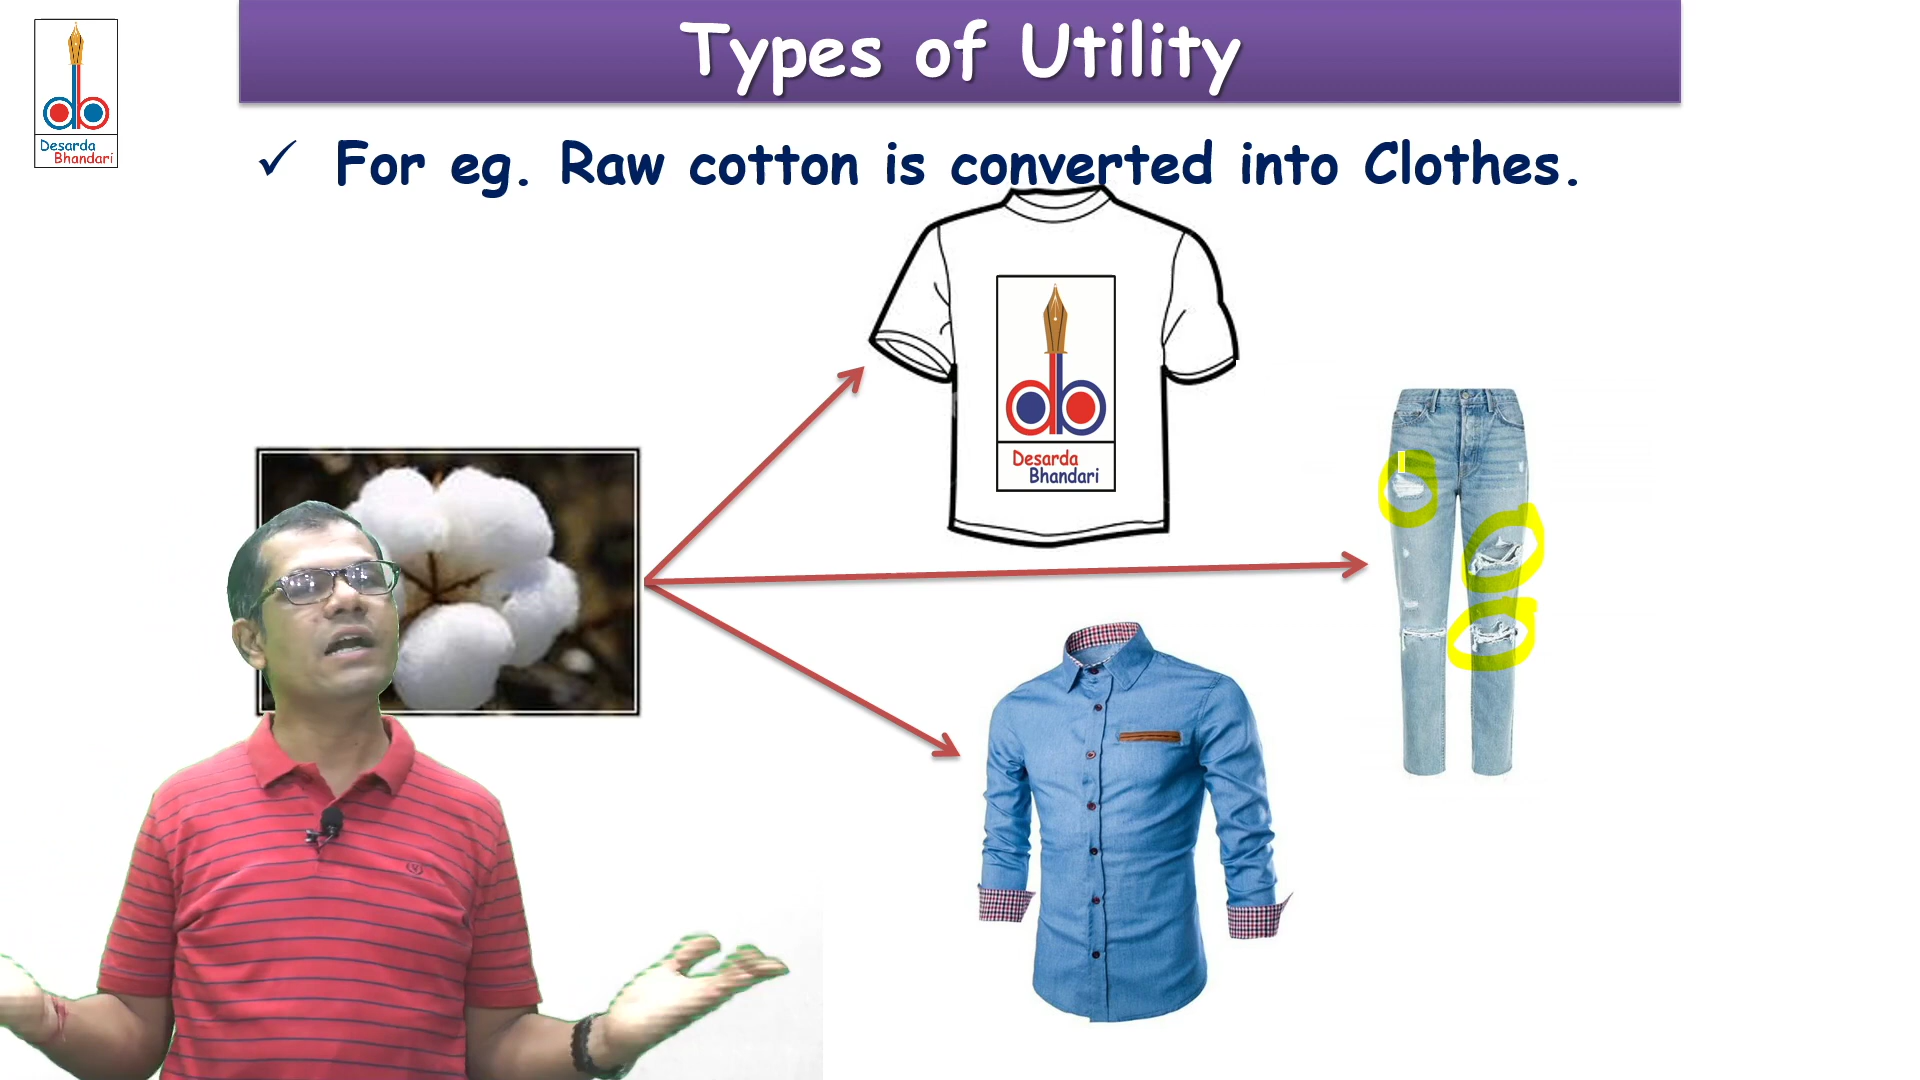 Types of Utility
Desarda
Bhandari
✓ For eg. Raw cotton is converted into Clothes.
Desarda
Bhandari